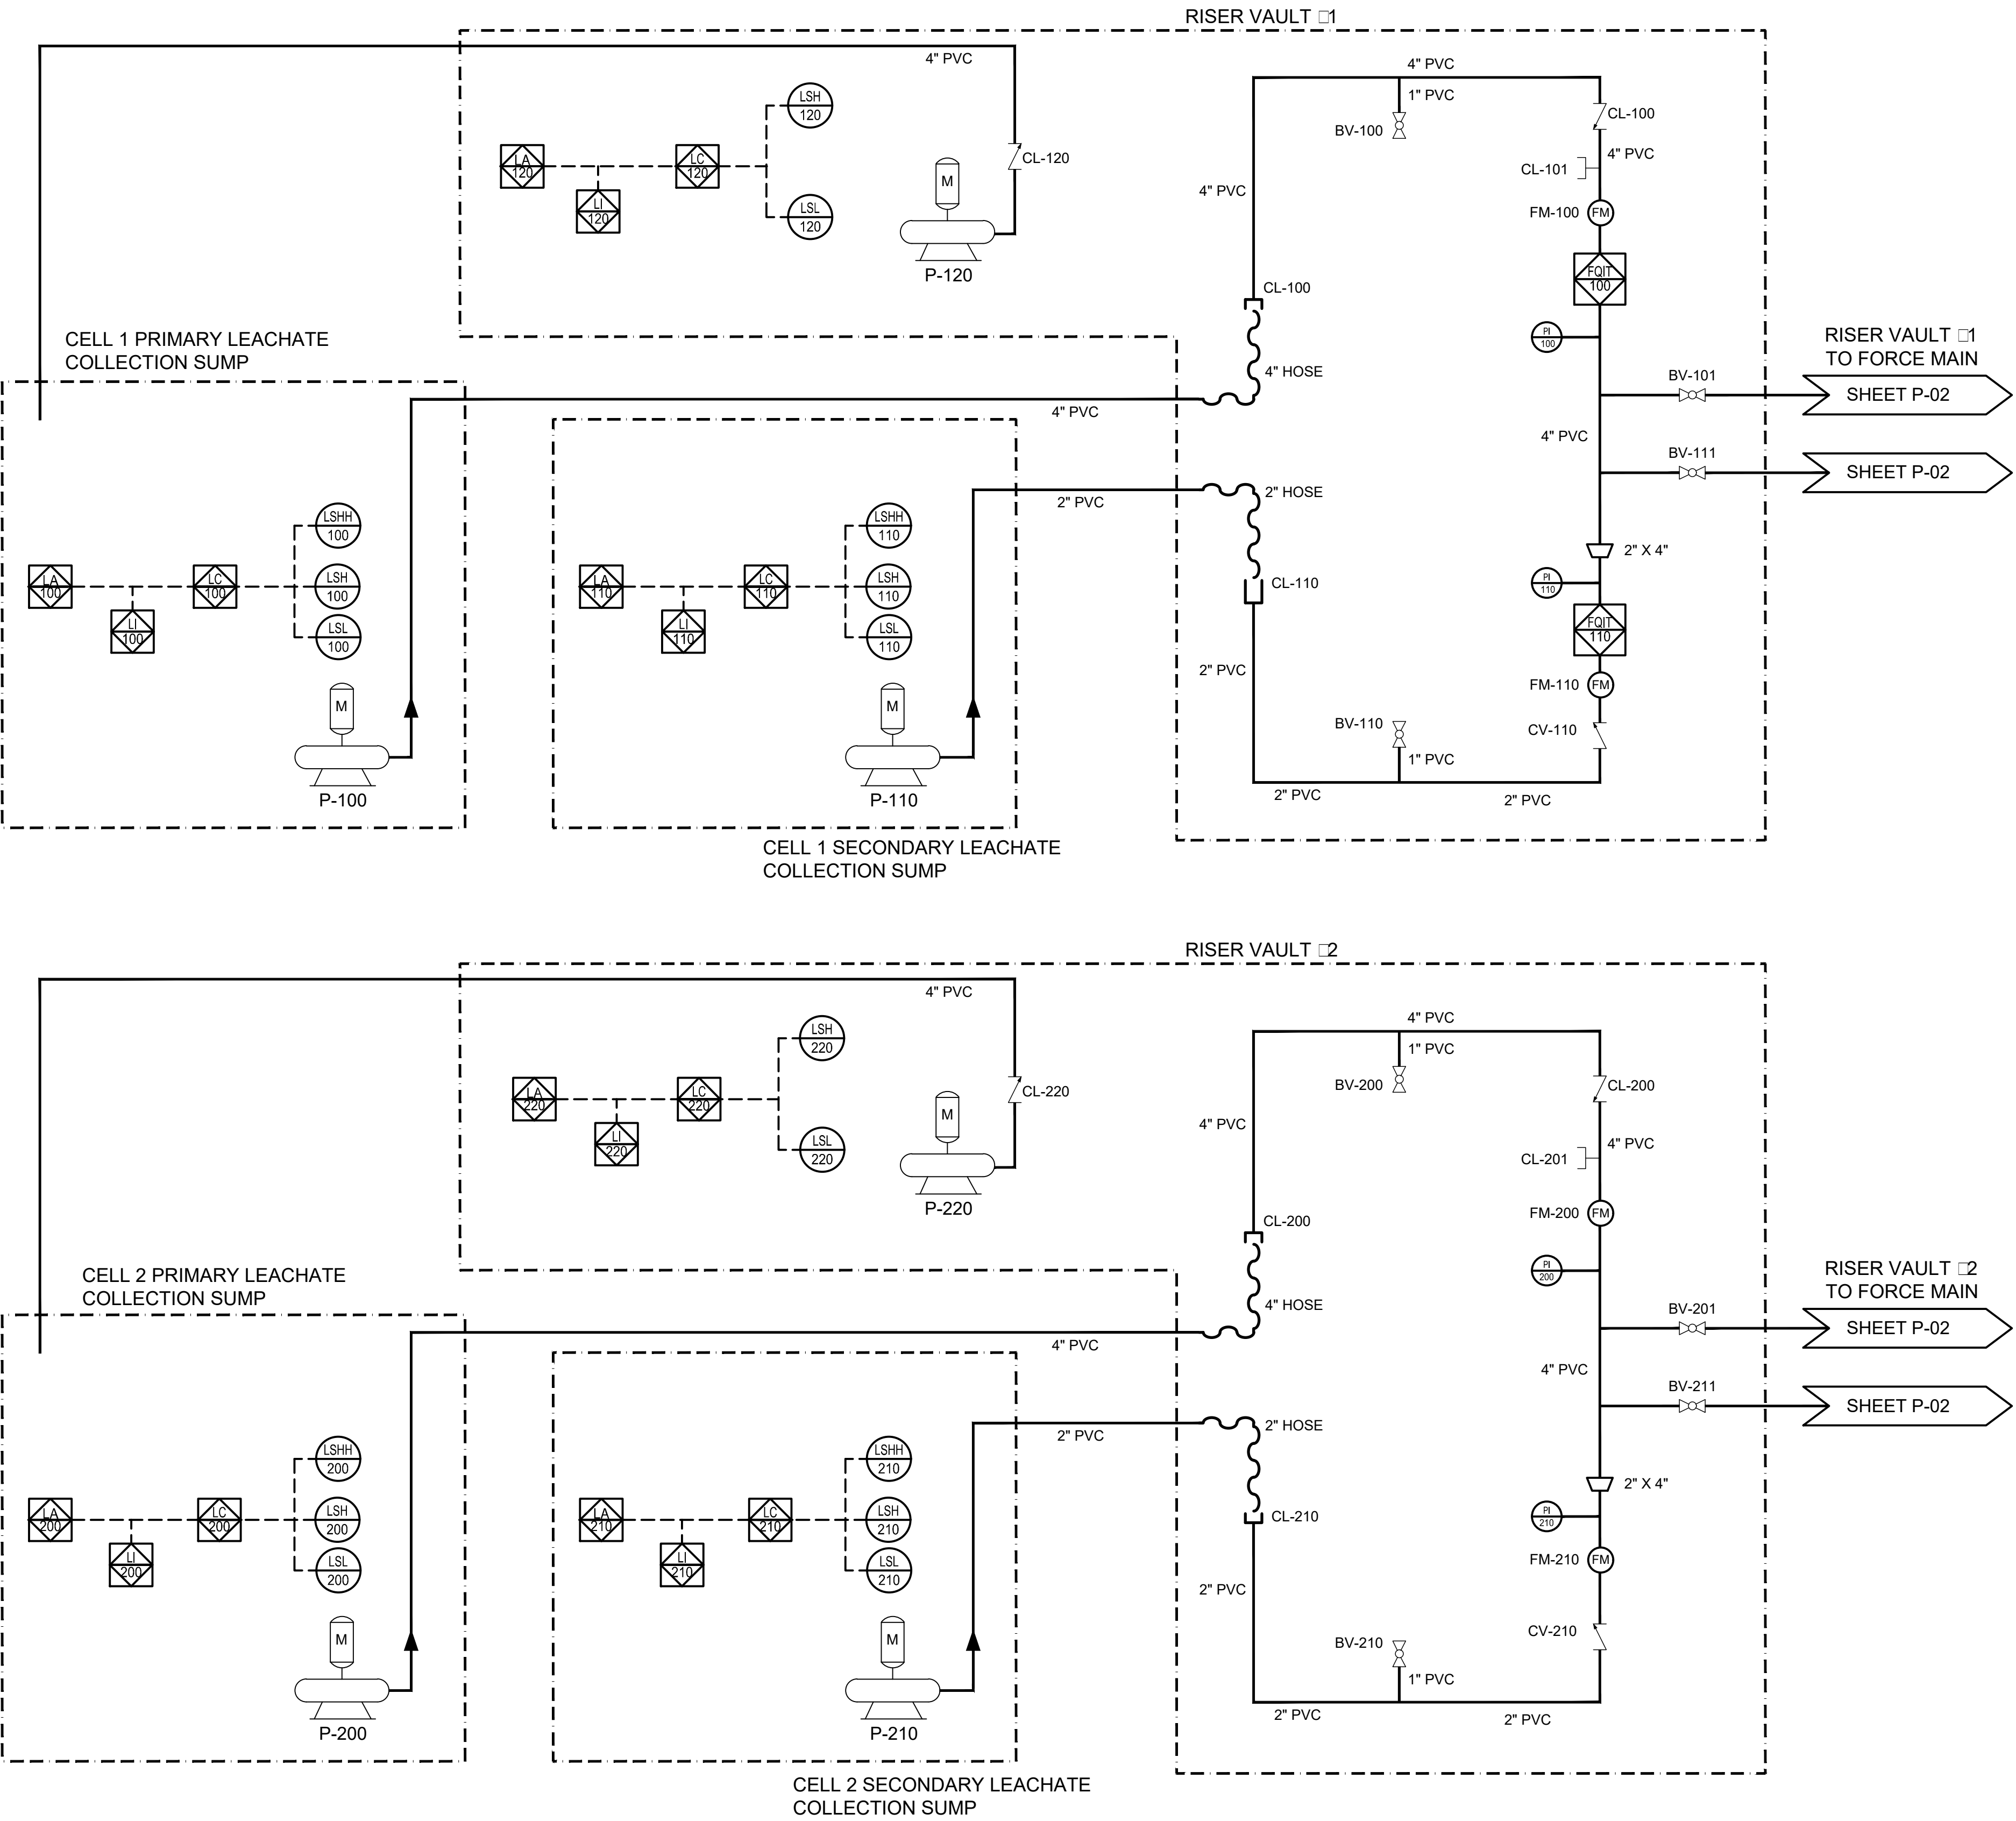 RISER VAULT □1
4" PVC
LSH
120
LA
120
LC
120
LI
120
LSL
120
M
CL-120
P-120
4" PVC
1" PVC
BV-100
CL-100
4" PVC
CL-101
4" PVC
FM-100
FM
FQIT
100
CL-100
PI
100
4" HOSE
CELL 1 PRIMARY LEACHATE
COLLECTION SUMP
4" PVC
RISER VAULT □1
TO FORCE MAIN
BV-101
SHEET P-02
4" PVC
BV-111
SHEET P-02
LSHH
100
LA
100
LC
100
LSH
100
LI
100
LSL
100
M
P-100
LSHH
110
LA
110
LC
110
LSH
110
LI
110
LSL
110
M
P-110
CELL 1 SECONDARY LEACHATE
COLLECTION SUMP
2" PVC
2" HOSE
CL-110
2" PVC
2" X 4"
PI
110
FQIT
110
FM-110
FM
BV-110
CV-110
1" PVC
2" PVC
2" PVC
RISER VAULT □2
4" PVC
LSH
220
LA
220
LC
220
LI
220
LSL
220
M
CL-220
P-220
4" PVC
1" PVC
BV-200
CL-200
4" PVC
4" PVC
CL-201
FM-200
FM
CL-200
PI
200
4" HOSE
CELL 2 PRIMARY LEACHATE
COLLECTION SUMP
4" PVC
RISER VAULT □2
TO FORCE MAIN
BV-201
SHEET P-02
4" PVC
BV-211
SHEET P-02
LSHH
200
LA
200
LC
200
LSH
200
LI
200
LSL
200
M
P-200
LSHH
210
LA
210
LC
210
LSH
210
LI
210
LSL
210
M
P-210
CELL 2 SECONDARY LEACHATE
COLLECTION SUMP
2" PVC
2" HOSE
CL-210
2" PVC
2" X 4"
PI
210
FM-210
FM
BV-210
CV-210
1" PVC
2" PVC
2" PVC